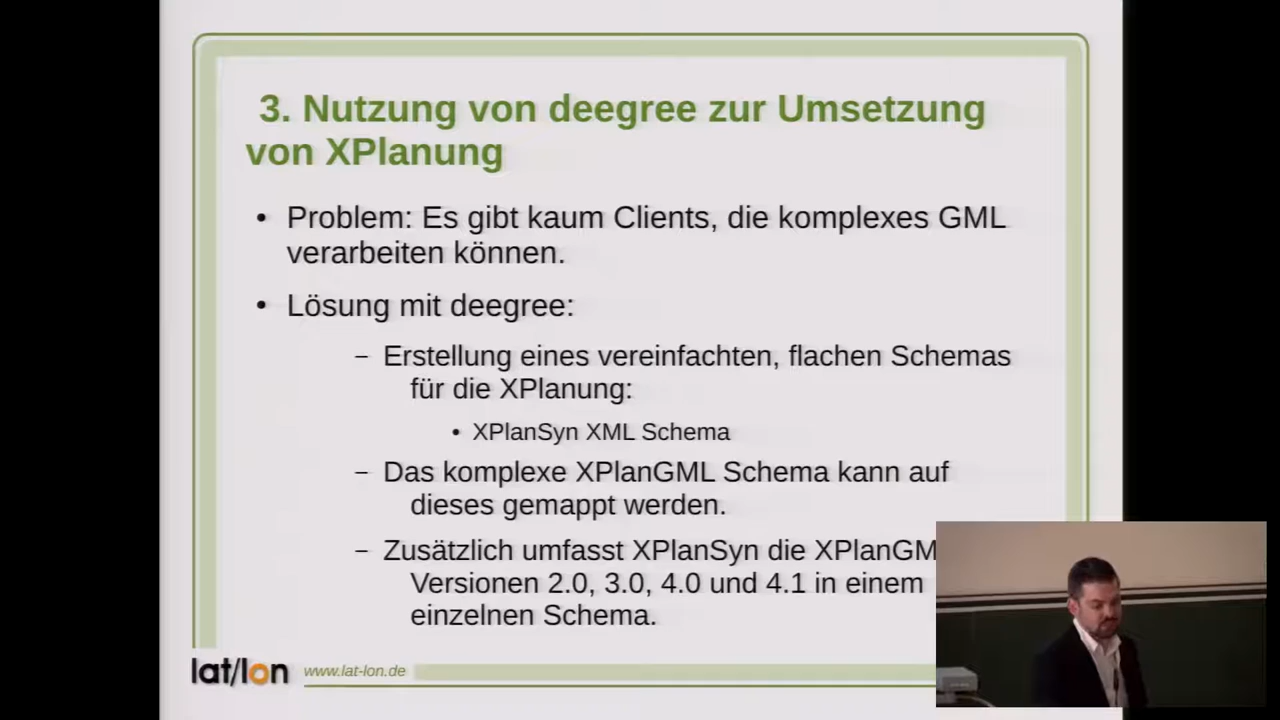 3. Nutzung von deegree zur Umsetzung
von XPlanung
• Problem: Es gibt kaum Clients, die komplexes GML
verarbeiten können.
• Lösung mit deegree:
– Erstellung eines vereinfachten, flachen Schemas
für die XPlanung:
• XPlanSyn XML Schema
– Das komplexe XPlanGML Schema kann auf
dieses gemappt werden.
– Zusätzlich umfasst XPlanSyn die XPlanGM
Versionen 2.0, 3.0, 4.0 und 4.1 in einem
einzelnen Schema.
lat/lon www.lat-lon.de